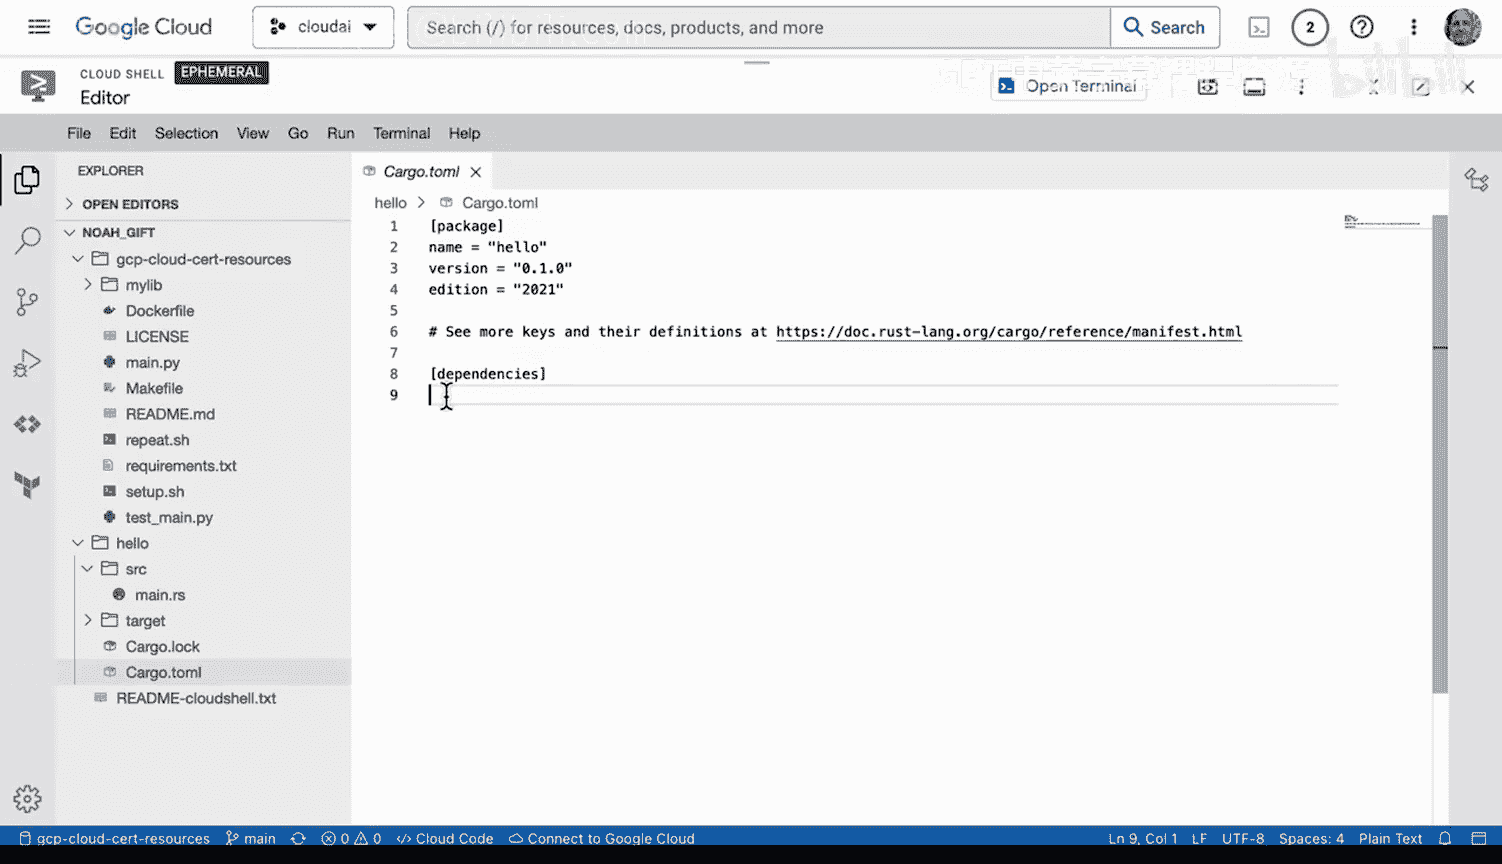 Google Cloud
cloudai
Search (/) for resources, docs, products, and more
Search
2
CLOUD SHELL
EPHEMERAL
Editor
Open Terminal
bilibili
File Edit Selection View Go Run Terminal Help
EXPLORER
OPEN EDITORS
NOAH_GIFT
gcp-cloud-cert-resources
mylib
Dockerfile
LICENSE
main.py
Makefile
README.md
repeat.sh
requirements.txt
setup.sh
test_main.py
hello
src
main.rs
target
Cargo.lock
Cargo.toml
README-cloudshell.txt
Cargo.toml
hello > Cargo.toml
1 [package]
2 name = "hello"
3 version = "0.1.0"
4 edition = "2021"
5
6 # See more keys and their definitions at https://doc.rust-lang.org/cargo/reference/manifest.html
7
8 [dependencies]
9
gcp-cloud-cert-resources main 0 0 Cloud Code Connect to Google Cloud Ln 9, Col 1 LF UTF-8 Spaces: 4 Plain Text